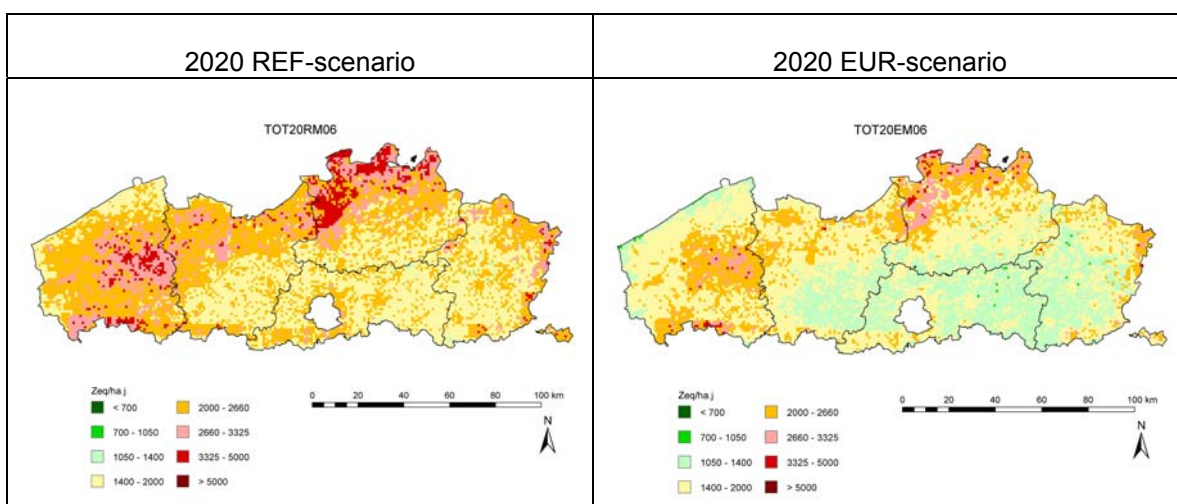 2020 REF-scenario
2020 EUR-scenario
TOT20RM06
TOT20EM06
Zeq/ha.j
< 700
2000 - 2660
700 - 1050
2660 - 3325
1050 - 1400
3325 - 5000
1400 - 2000
> 5000
0 20 40 60 80 100 km
N
Zeq/ha.j
< 700
2000 - 2660
700 - 1050
2660 - 3325
1050 - 1400
3325 - 5000
1400 - 2000
> 5000
0 20 40 60 80 100 km
N